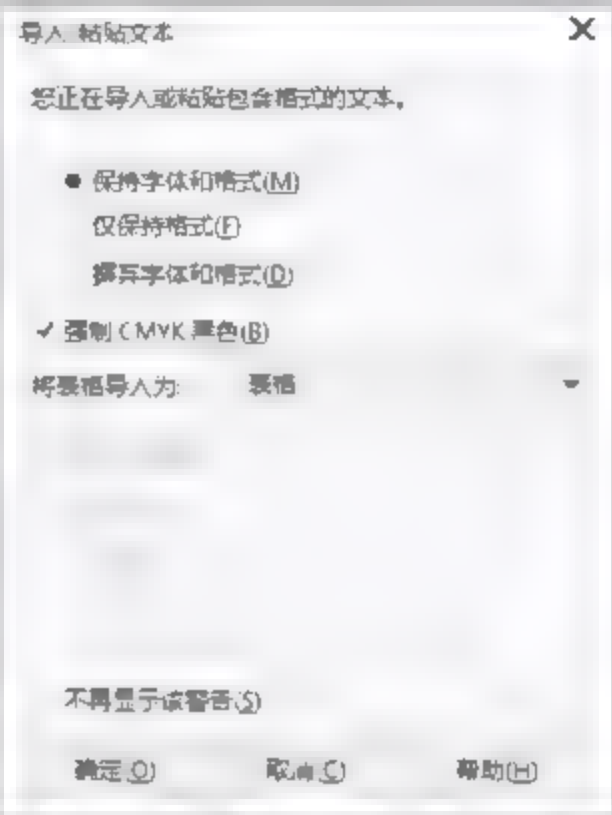 导入 粘贴文本
您正在导入或粘贴包含格式的文本。
保持字体和格式(M)
仅保持格式(F)
摒弃字体和格式(D)
强制 CMYK 黑色(B)
将表格导入为: 表格
不再显示该警告(S)
确定(O) 取消(C) 帮助(H)